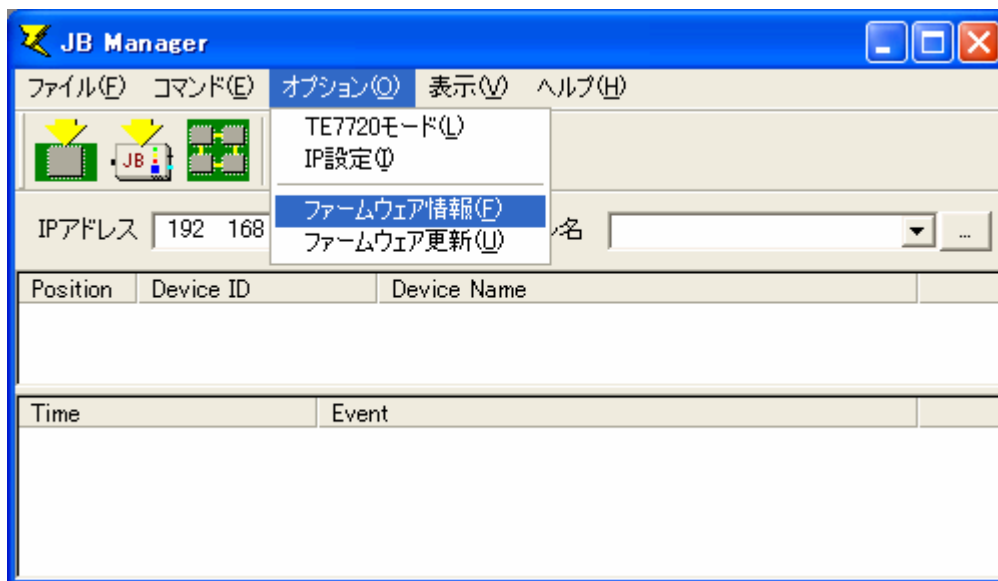 JB Manager
ファイル(F) コマンド(E) オプション(O) 表示(V) ヘルプ(H)
TE7720モード(L)
IP設定(I)
ファームウェア情報(F)
ファームウェア更新(U)
JB
IPアドレス 192 168 ン名 ...
Position Device ID Device Name
Time Event